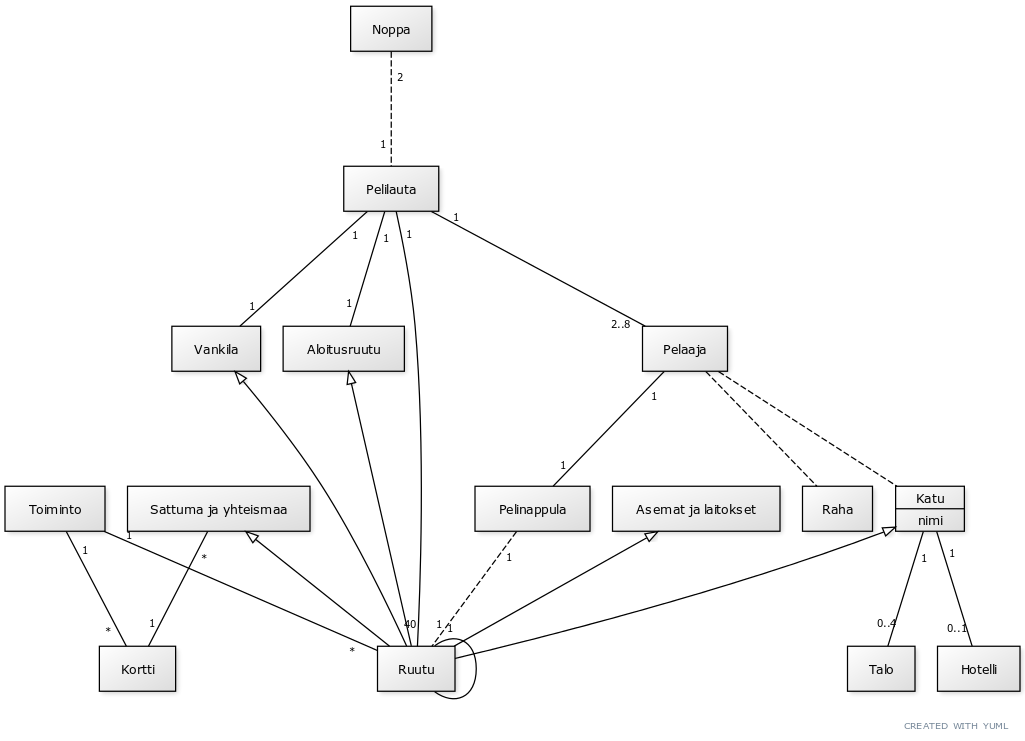 Noppa
2
1
Pelilauta
1
1
1
1
1
1
2..8
Vankila
Aloitusruutu
Pelaaja
1
1
Toiminto
Sattuma ja yhteismaa
Pelinappula
Asemat ja laitokset
Raha
Katu
nimi
1
1
*
1
1
1
*
1
40
1
1
0..4
0..1
*
Kortti
Ruutu
Talo
Hotelli
CREATED WITH YUML